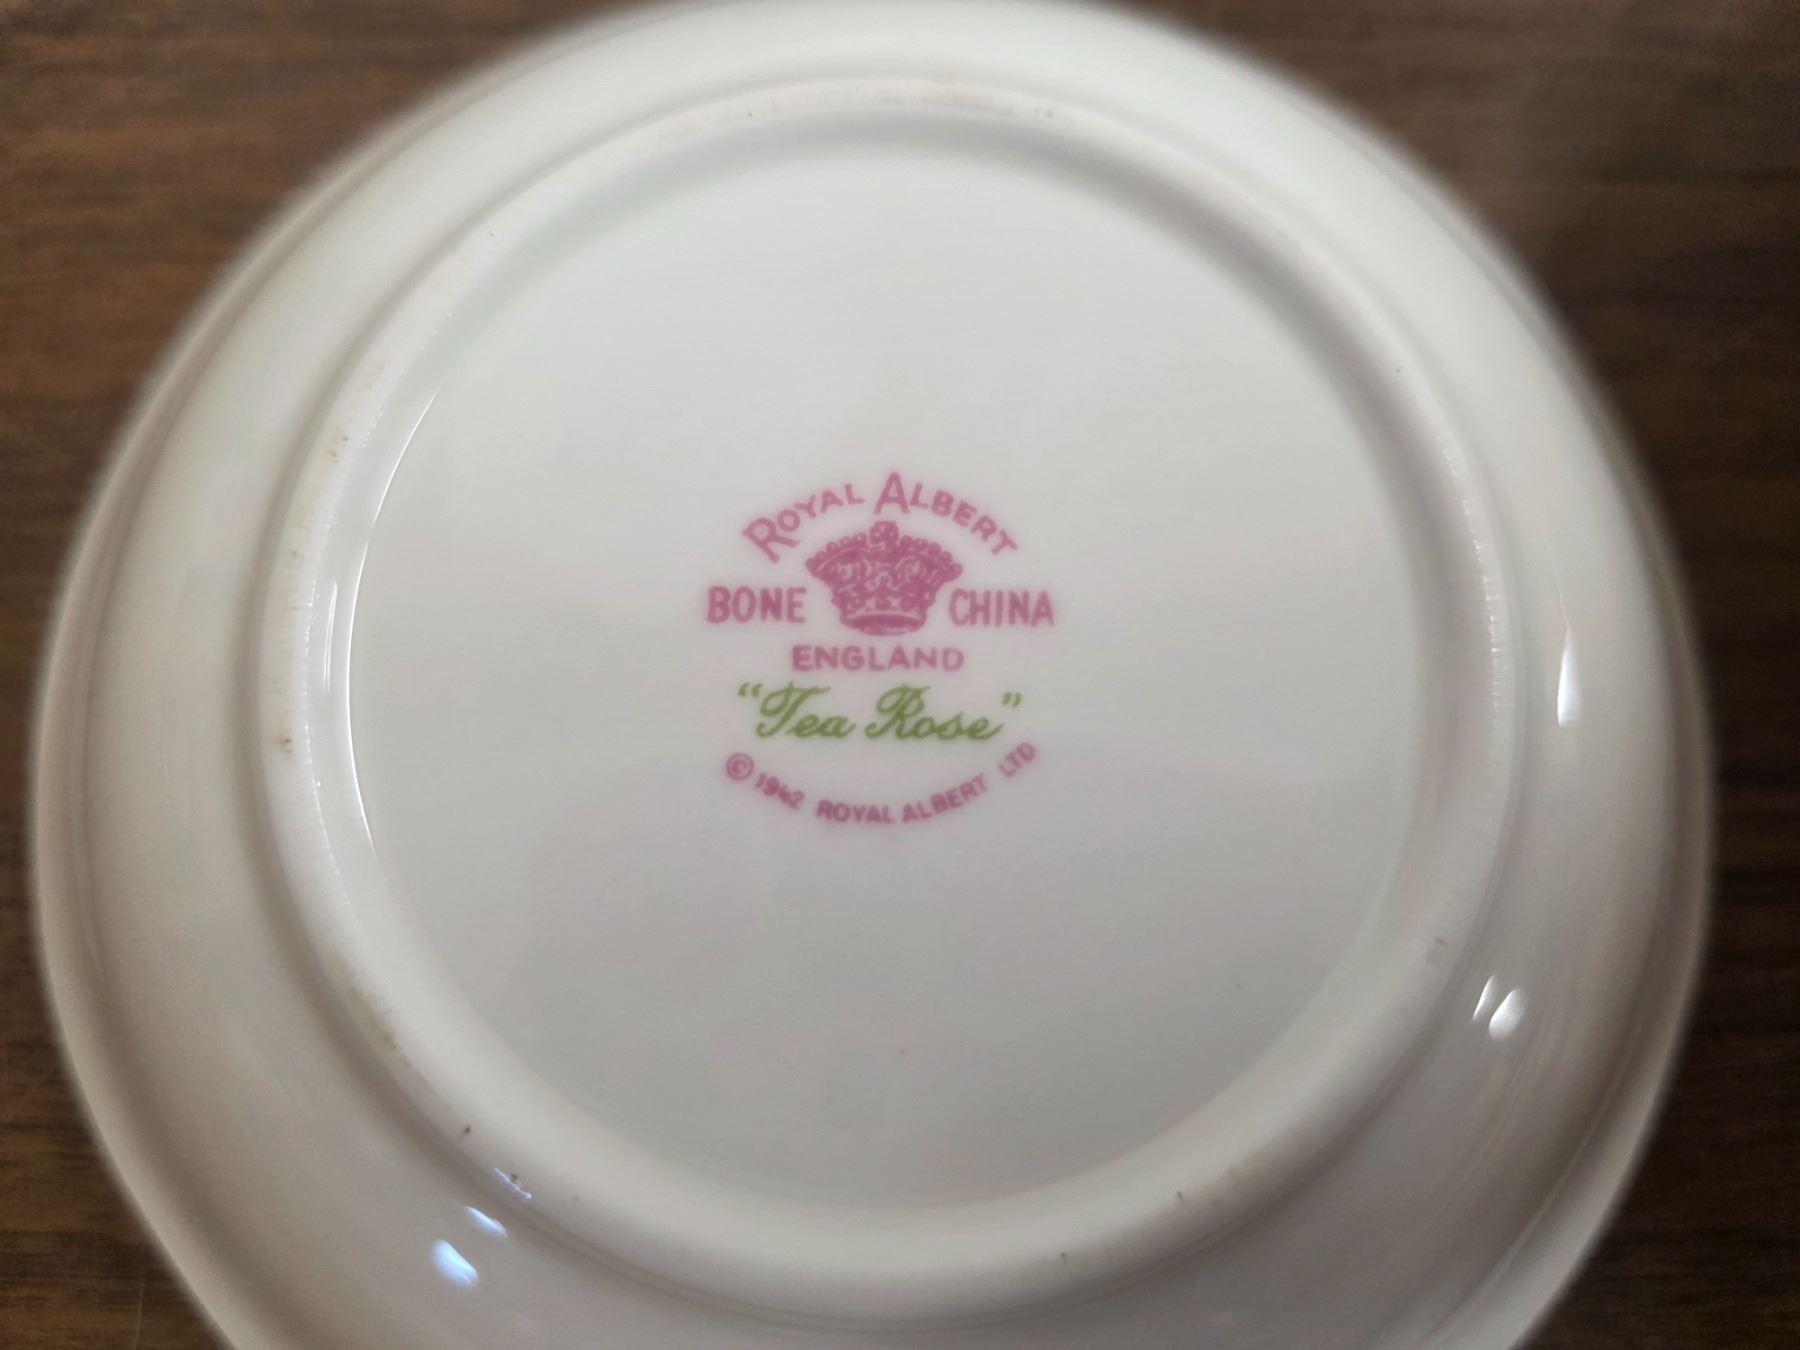 ROYAL ALBERT
BONE CHINA
ENGLAND
“Tea Rose”
© 1942 ROYAL ALBERT LTD